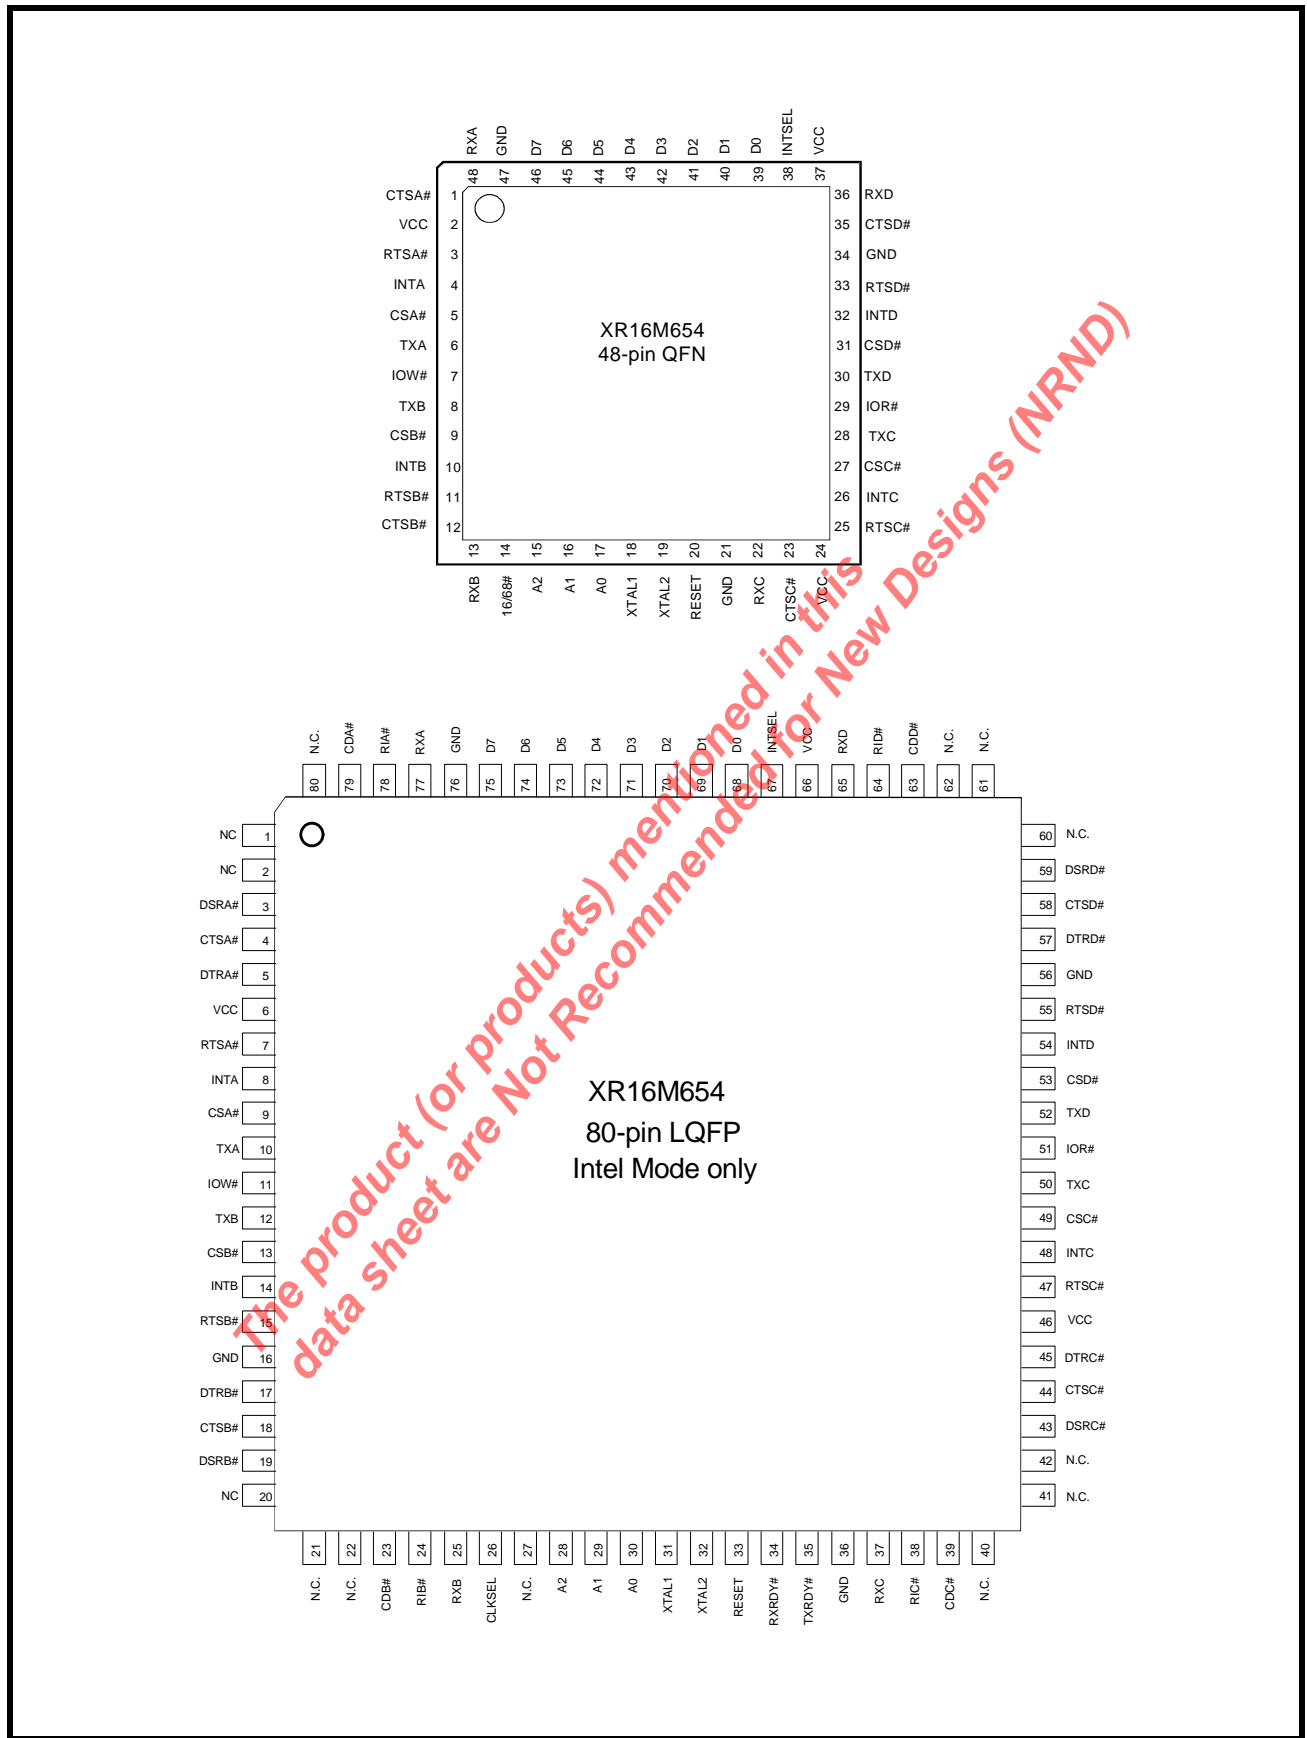 RXA GND D7 D6 D5 D4 D3 D2 D1 D0 INTSEL VCC
48 47 46 45 44 43 42 41 40 39 38 37
CTSA# 1 36 RXD
VCC 2 35 CTSD#
RTSA# 3 34 GND
INTA 4 33 RTSD#
CSA# 5 32 INTD
XR16M654
TXA 6 31 CSD#
48-pin QFN
IOW# 7 30 TXD
TXB 8 29 IOR#
CSB# 9 28 TXC
INTB 10 27 CSC#
RTSB# 11 26 INTC
CTSB# 12 25 RTSC#
13 14 15 16 17 18 19 20 21 22 23 24
RXB 16/68# A2 A1 A0 XTAL1 XTAL2 RESET GND RXC CTSC# VCC
N.C. CDA# RIA# RXA GND D7 D6 D5 D4 D3 D2 D1 D0 INTSEL VCC RXD RID# CDD# N.C. N.C.
80 79 78 77 76 75 74 73 72 71 70 69 68 67 66 65 64 63 62 61
NC 1 60 N.C.
NC 2 59 DSRD#
DSRA# 3 58 CTSD#
CTSA# 4 57 DTRD#
DTRA# 5 56 GND
VCC 6 55 RTSD#
RTSA# 7 54 INTD
INTA 8 53 CSD#
XR16M654
CSA# 9 52 TXD
80-pin LQFP
TXA 10 51 IOR#
Intel Mode only
IOW# 11 50 TXC
TXB 12 49 CSC#
CSB# 13 48 INTC
INTB 14 47 RTSC#
RTSB# 15 46 VCC
GND 16 45 DTRC#
DTRB# 17 44 CTSC#
CTSB# 18 43 DSRC#
DSRB# 19 42 N.C.
NC 20 41 N.C.
21 22 23 24 25 26 27 28 29 30 31 32 33 34 35 36 37 38 39 40
N.C. N.C. CDB# RIB# RXB CLKSEL N.C. A2 A1 A0 XTAL1 XTAL2 RESET RXRDY# TXRDY# GND RXC RIC# CDC# N.C.
The product (or products) mentioned in this
data sheet are Not Recommended for New Designs (NRND)